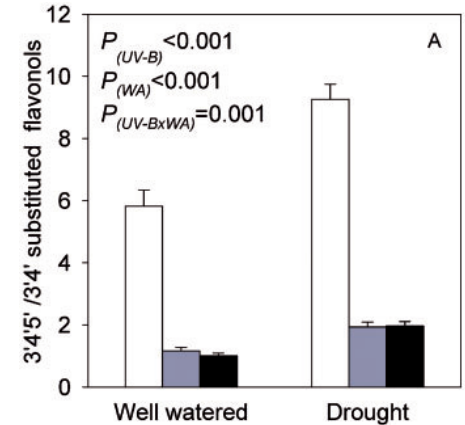 12
10
8
6
4
2
0
3'4'5' /3'4' substituted flavonols
P(UV-B)<0.001
P(WA)<0.001
P(UV-BxWA)=0.001
A
Well watered
Drought